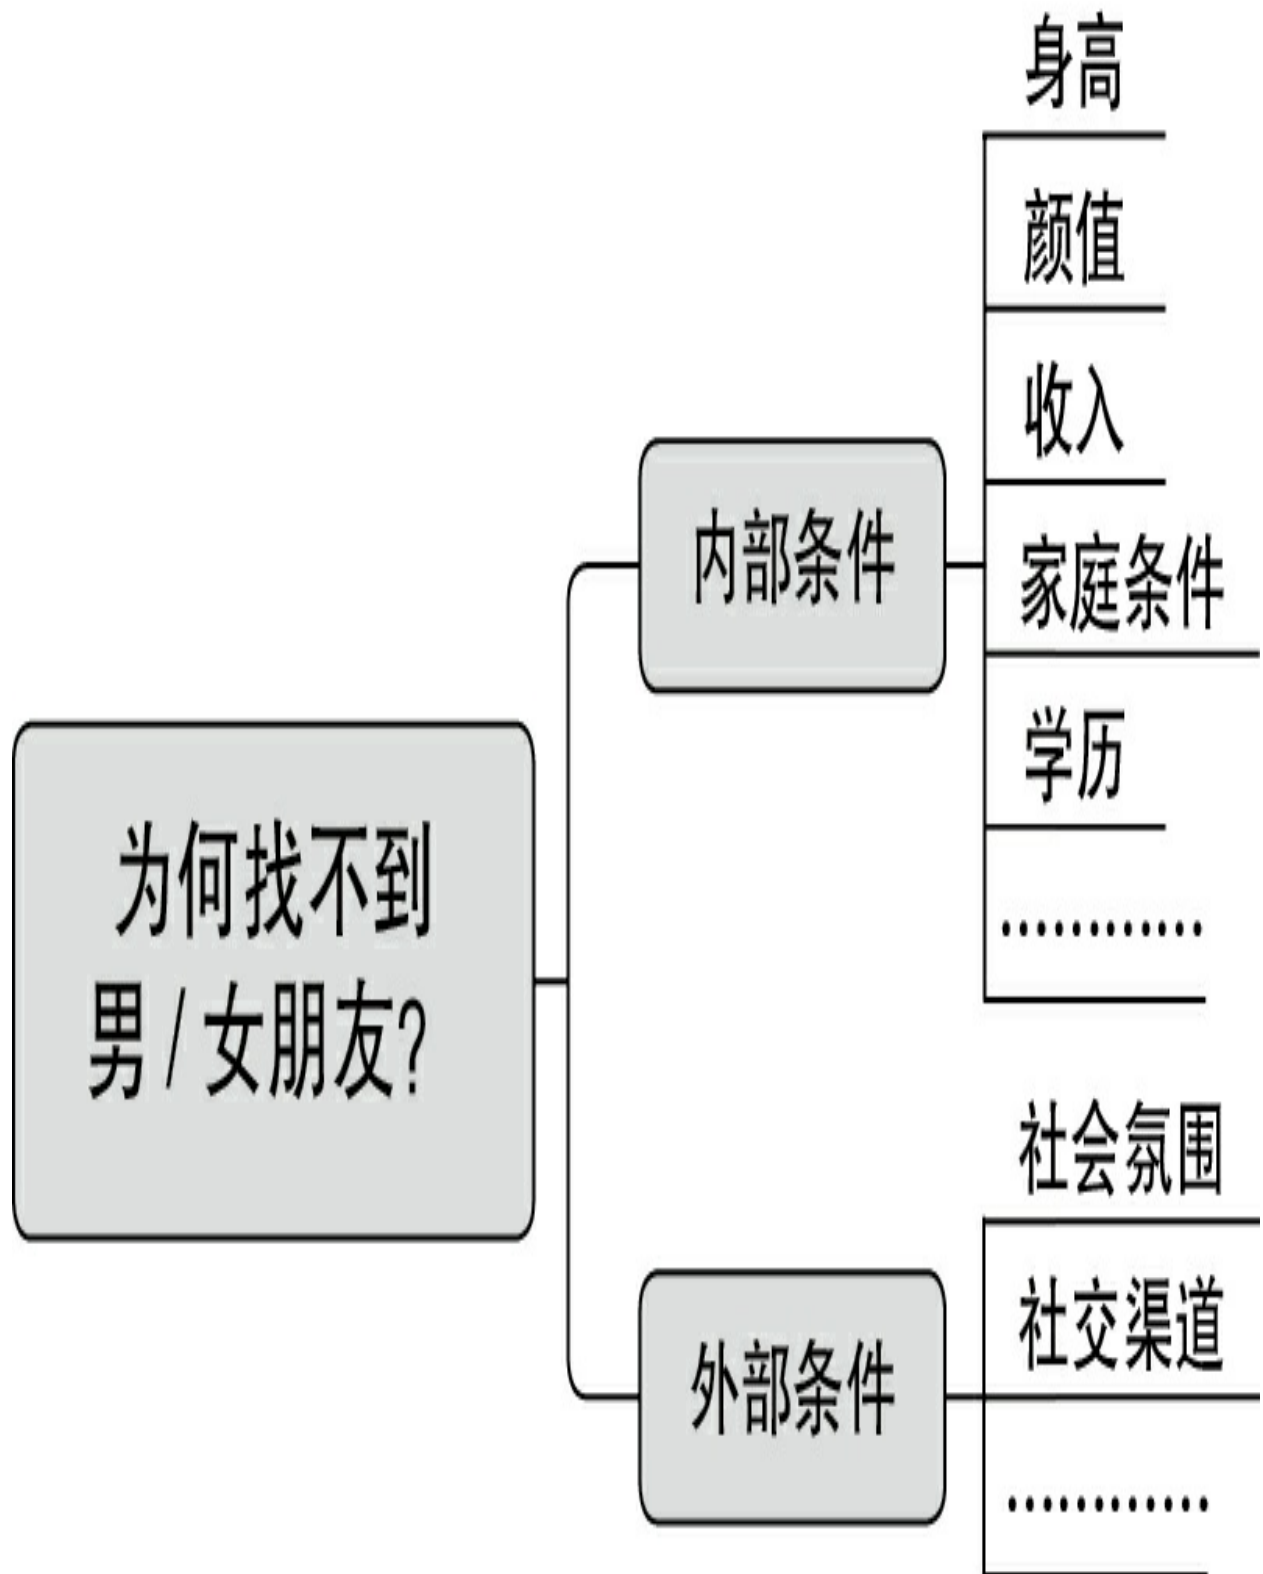 为何找不到
男/女朋友?
内部条件
身高
颜值
收入
家庭条件
学历
…………
外部条件
社会氛围
社交渠道
…………